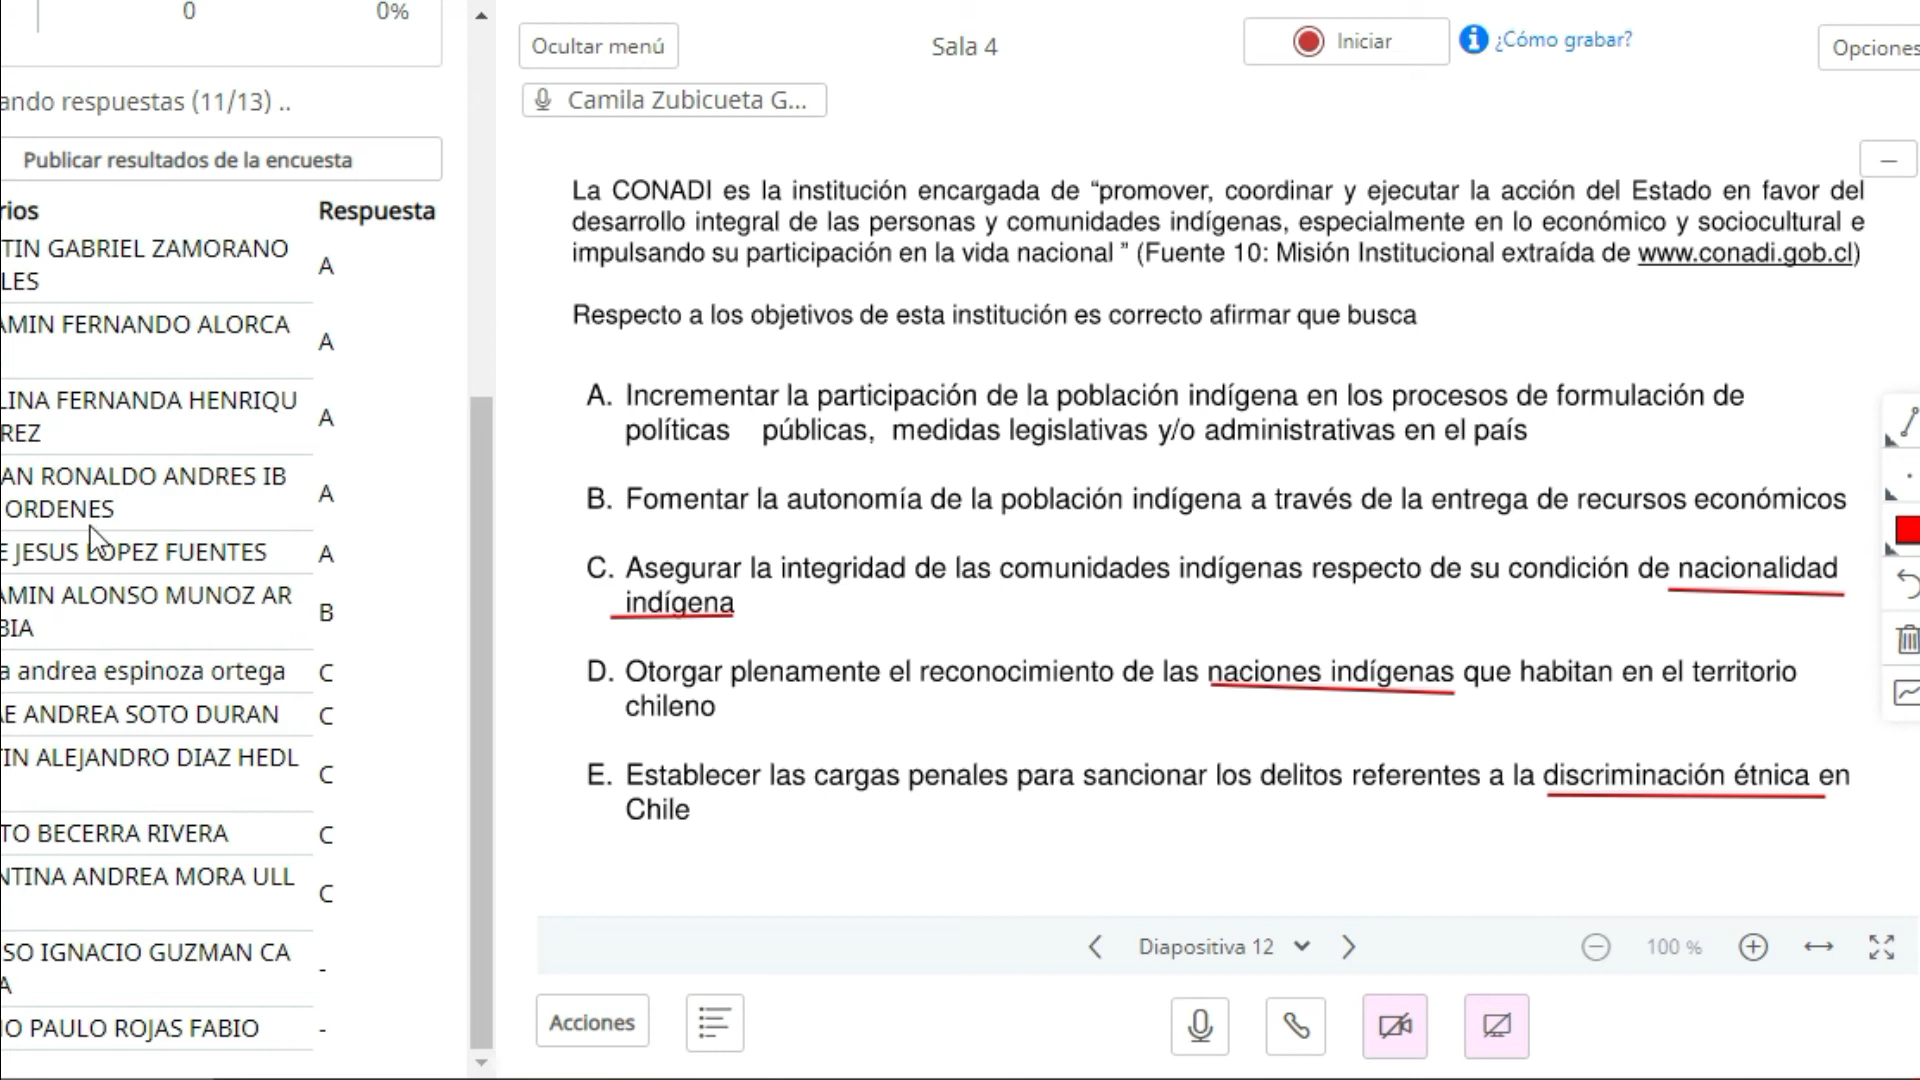 0 0%
ando respuestas (11/13) ..
Publicar resultados de la encuesta
rios Respuesta
TIN GABRIEL ZAMORANO
LES A
AMIN FERNANDO ALORCA
A
LINA FERNANDA HENRIQU
REZ A
AN RONALDO ANDRES IB
ORDENES A
E JESUS LOPEZ FUENTES A
AMIN ALONSO MUNOZ AR
BIA B
a andrea espinoza ortega C
AE ANDREA SOTO DURAN C
TIN ALEJANDRO DIAZ HEDL
C
TO BECERRA RIVERA C
NTINA ANDREA MORA ULL
C
SO IGNACIO GUZMAN CA
A -
IO PAULO ROJAS FABIO -
Ocultar menú
Sala 4
Iniciar
¿Cómo grabar?
Opciones
Camila Zubicueta G...
La CONADI es la institución encargada de “promover, coordinar y ejecutar la acción del Estado en favor del
desarrollo integral de las personas y comunidades indígenas, especialmente en lo económico y sociocultural e
impulsando su participación en la vida nacional ” (Fuente 10: Misión Institucional extraída de www.conadi.gob.cl)
Respecto a los objetivos de esta institución es correcto afirmar que busca
A. Incrementar la participación de la población indígena en los procesos de formulación de
políticas públicas, medidas legislativas y/o administrativas en el país
B. Fomentar la autonomía de la población indígena a través de la entrega de recursos económicos
C. Asegurar la integridad de las comunidades indígenas respecto de su condición de nacionalidad
indígena
D. Otorgar plenamente el reconocimiento de las naciones indígenas que habitan en el territorio
chileno
E. Establecer las cargas penales para sancionar los delitos referentes a la discriminación étnica en
Chile
Diapositiva 12
100 %
Acciones